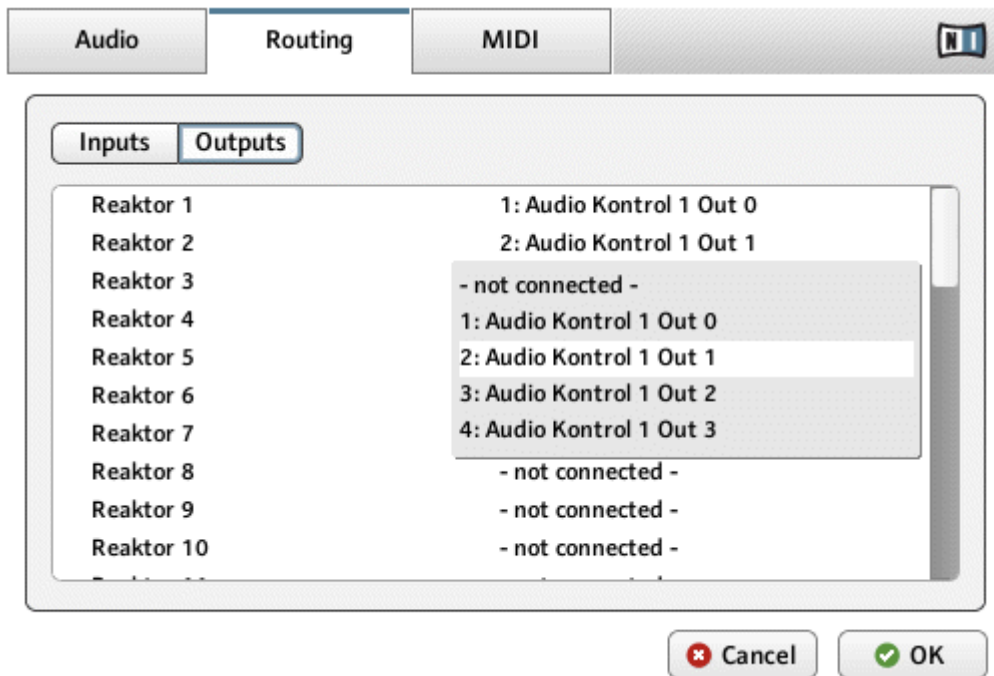 Audio Routing MIDI NI
Inputs Outputs
Reaktor 1 1: Audio Kontrol 1 Out 0
Reaktor 2 2: Audio Kontrol 1 Out 1
Reaktor 3 - not connected -
Reaktor 4 1: Audio Kontrol 1 Out 0
Reaktor 5 2: Audio Kontrol 1 Out 1
Reaktor 6 3: Audio Kontrol 1 Out 2
Reaktor 7 4: Audio Kontrol 1 Out 3
Reaktor 8 - not connected -
Reaktor 9 - not connected -
Reaktor 10 - not connected -
Cancel OK